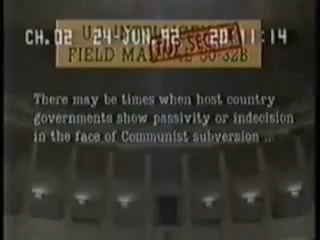 CH.02 24-JUN-92 20:11:14
TOP SECRET
FIELD MANUAL 30-32B
There may be times when host country
governments show passivity or indecision
in the face of Communist subversion ...